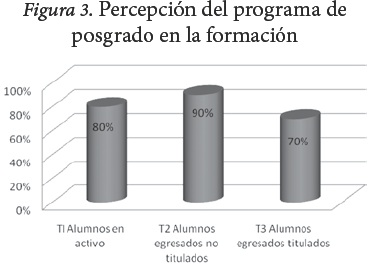 Figura 3. Percepción del programa de
posgrado en la formación
100%
80%
60%
40%
20%
0%
80%
90%
70%
T1 Alumnos en
activo
T2 Alumnos
egresados no
titulados
T3 Alumnos
egresados titulados